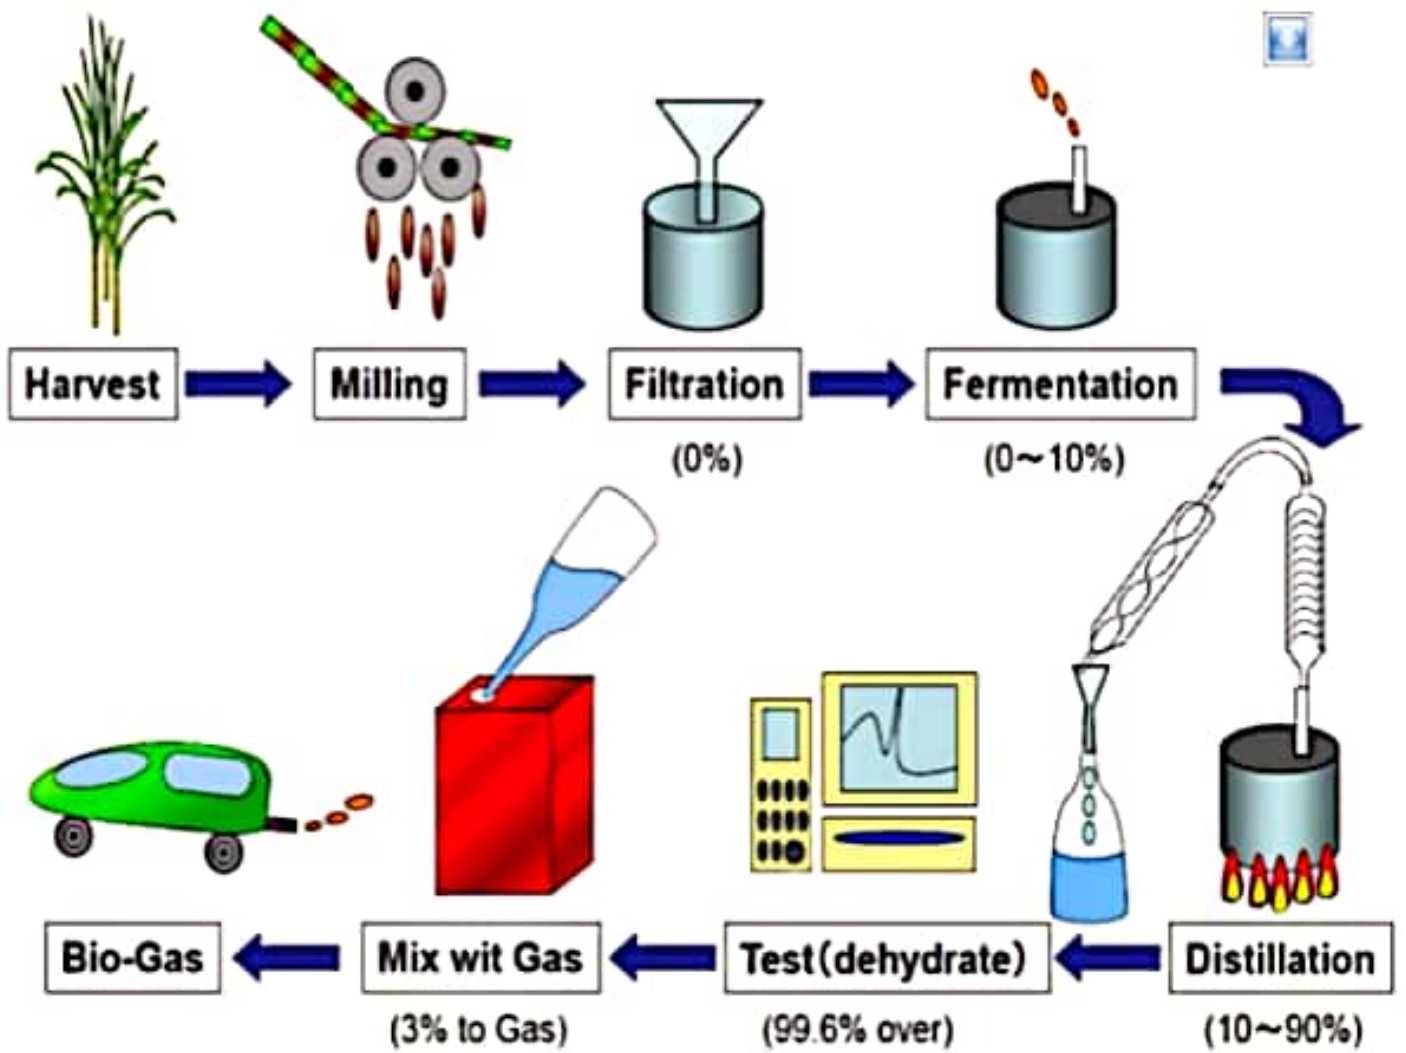 Harvest
Milling
Filtration
Fermentation
(0%)
(0～10%)
Bio-Gas
Mix wit Gas
Test(dehydrate)
Distillation
(3% to Gas)
(99.6% over)
(10～90%)